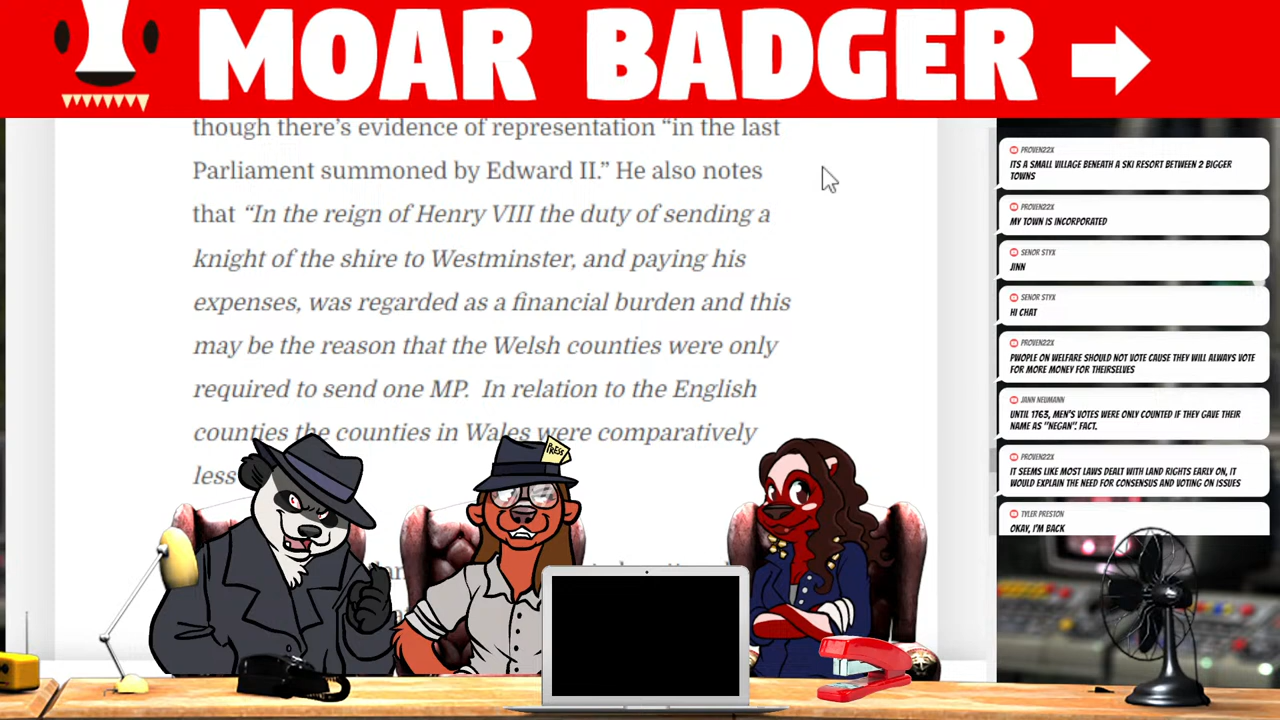 MOAR BADGER
though there's evidence of representation “in the last
Parliament summoned by Edward II.” He also notes
that “In the reign of Henry VIII the duty of sending a
knight of the shire to Westminster, and paying his
expenses, was regarded as a financial burden and this
may be the reason that the Welsh counties were only
required to send one MP. In relation to the English
counties the counties in Wales were comparatively
less
PRESS
PROVEN22X
ITS A SMALL VILLAGE BENEATH A SKI RESORT BETWEEN 2 BIGGER
TOWNS
PROVEN22X
MY TOWN IS INCORPORATED
SENOR STYX
JINN
SENOR STYX
HI CHAT
PROVEN22X
PWOPLE ON WELFARE SHOULD NOT VOTE CAUSE THEY WILL ALWAYS VOTE
FOR MORE MONEY FOR THEIRSELVES
JANN NEUMANN
UNTIL 1763, MEN'S VOTES WERE ONLY COUNTED IF THEY GAVE THEIR
NAME AS "NEGAN". FACT.
PROVEN22X
IT SEEMS LIKE MOST LAWS DEALT WITH LAND RIGHTS EARLY ON, IT
WOULD EXPLAIN THE NEED FOR CONSENSUS AND VOTING ON ISSUES
TYLER PRESTON
OKAY, I'M BACK